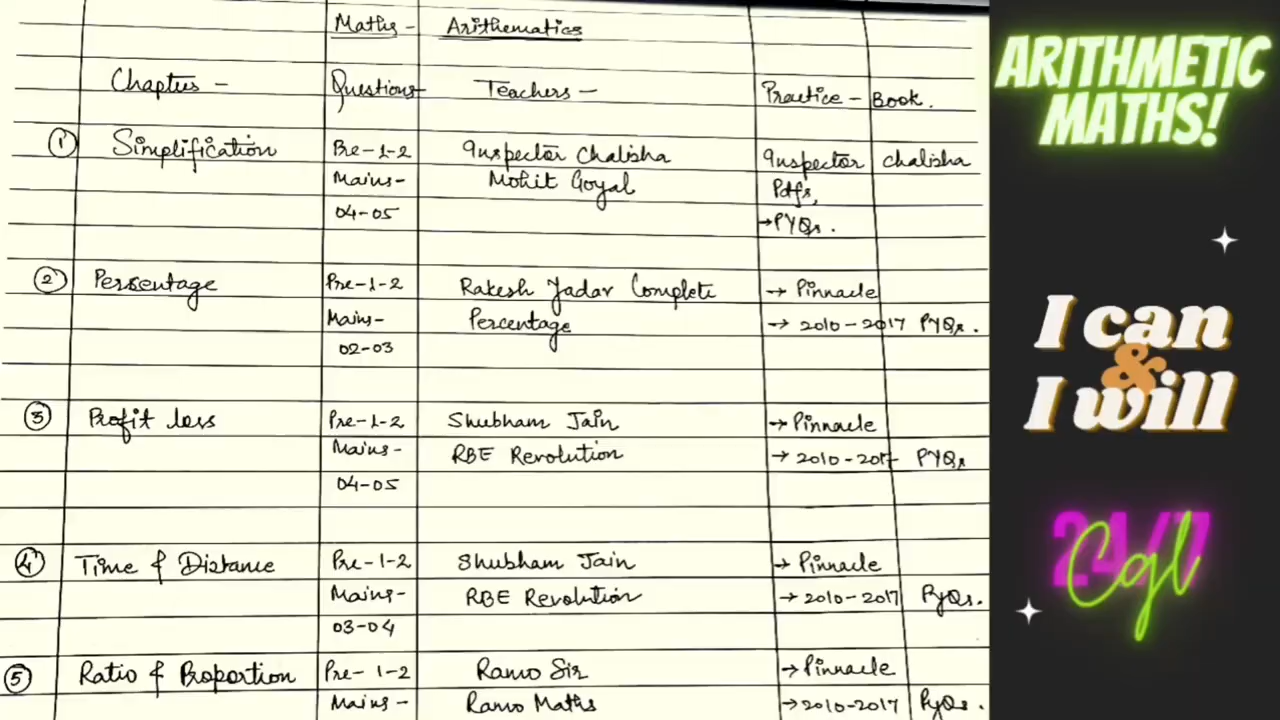 Maths - Arithematics
Chapters - Questions Teachers - Practice - Book.
① Simplification Pre-1-2 Inspector Chalisha Inspector chalisha
Mains- Mohit Goyal Pdfs,
04-05 →PYQs.
② Persentage Pre-1-2 Rakesh Yadav Complete → Pinnacle
Mains- Percentage → 2010-2017 PYQs.
02-03
③ Profit loss Pre-1-2 Shubham Jain → Pinnacle
Mains- RBE Revolution → 2010-2017 PYQs
04-05
④ Time & Distance Pre-1-2 Shubham Jain → Pinnacle
Mains- RBE Revolution → 2010-2017 PyQs.
03-04
⑤ Ratio & Proportion Pre- 1-2 Ramo Sir → Pinnacle
Mains - Ramo Maths → 2010-2017 PyQs.
ARITHMETIC
MATHS!
I can
&
I will
24/7
Cgl